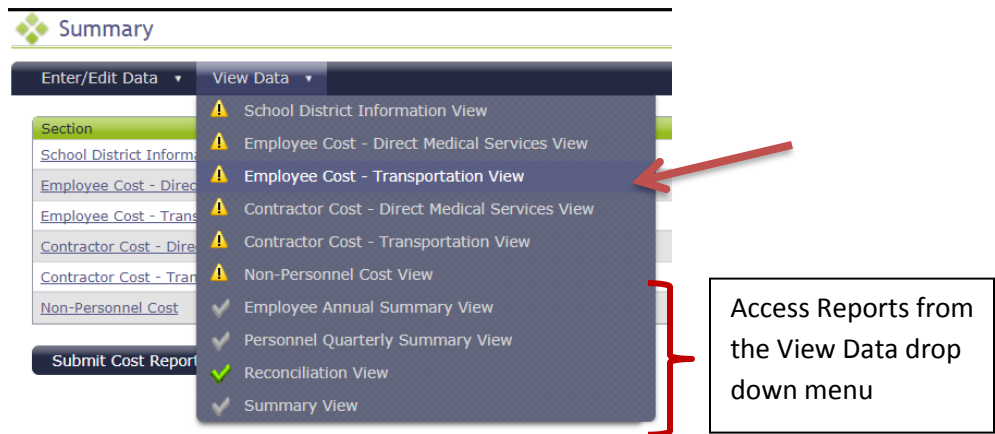 Summary
Enter/Edit Data
View Data
School District Information View
Employee Cost - Direct Medical Services View
Employee Cost - Transportation View
Contractor Cost - Direct Medical Services View
Contractor Cost - Transportation View
Non-Personnel Cost View
Employee Annual Summary View
Personnel Quarterly Summary View
Reconciliation View
Summary View
Section
School District Informa
Employee Cost - Direc
Employee Cost - Trans
Contractor Cost - Dire
Contractor Cost - Tran
Non-Personnel Cost
Submit Cost Report
Access Reports from
the View Data drop
down menu